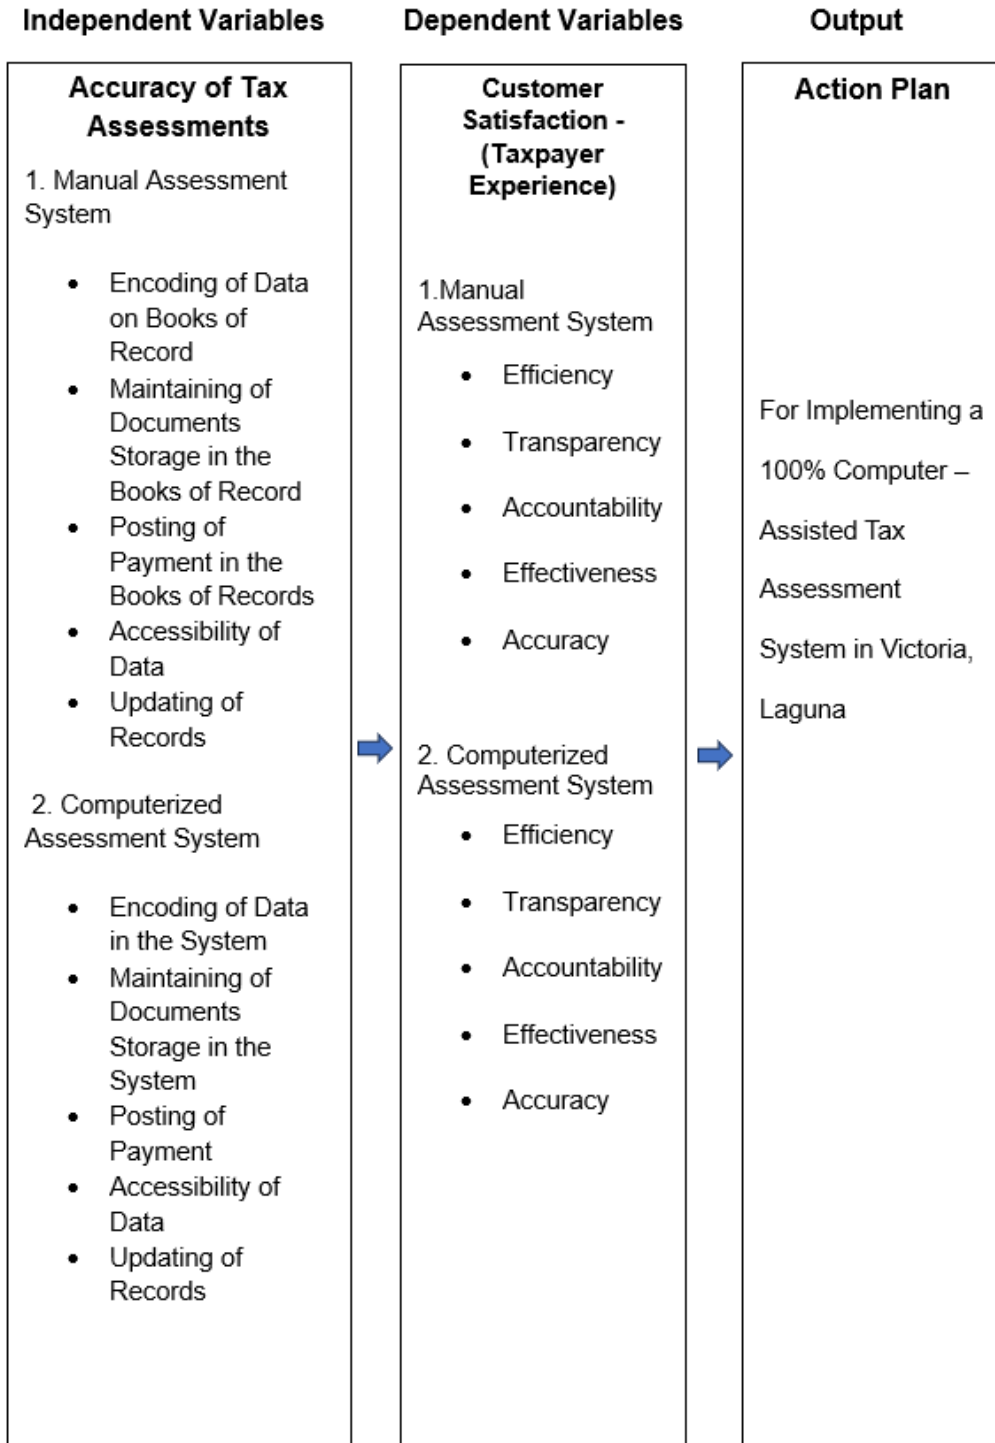 Independent Variables
Dependent Variables
Output
Accuracy of Tax
Assessments
1. Manual Assessment
System
• Encoding of Data
on Books of
Record
• Maintaining of
Documents
Storage in the
Books of Record
• Posting of
Payment in the
Books of Records
• Accessibility of
Data
• Updating of
Records
2. Computerized
Assessment System
• Encoding of Data
in the System
• Maintaining of
Documents
Storage in the
System
• Posting of
Payment
• Accessibility of
Data
• Updating of
Records
Customer
Satisfaction -
(Taxpayer
Experience)
1.Manual
Assessment System
• Efficiency
• Transparency
• Accountability
• Effectiveness
• Accuracy
2. Computerized
Assessment System
• Efficiency
• Transparency
• Accountability
• Effectiveness
• Accuracy
Action Plan
For Implementing a
100% Computer –
Assisted Tax
Assessment
System in Victoria,
Laguna